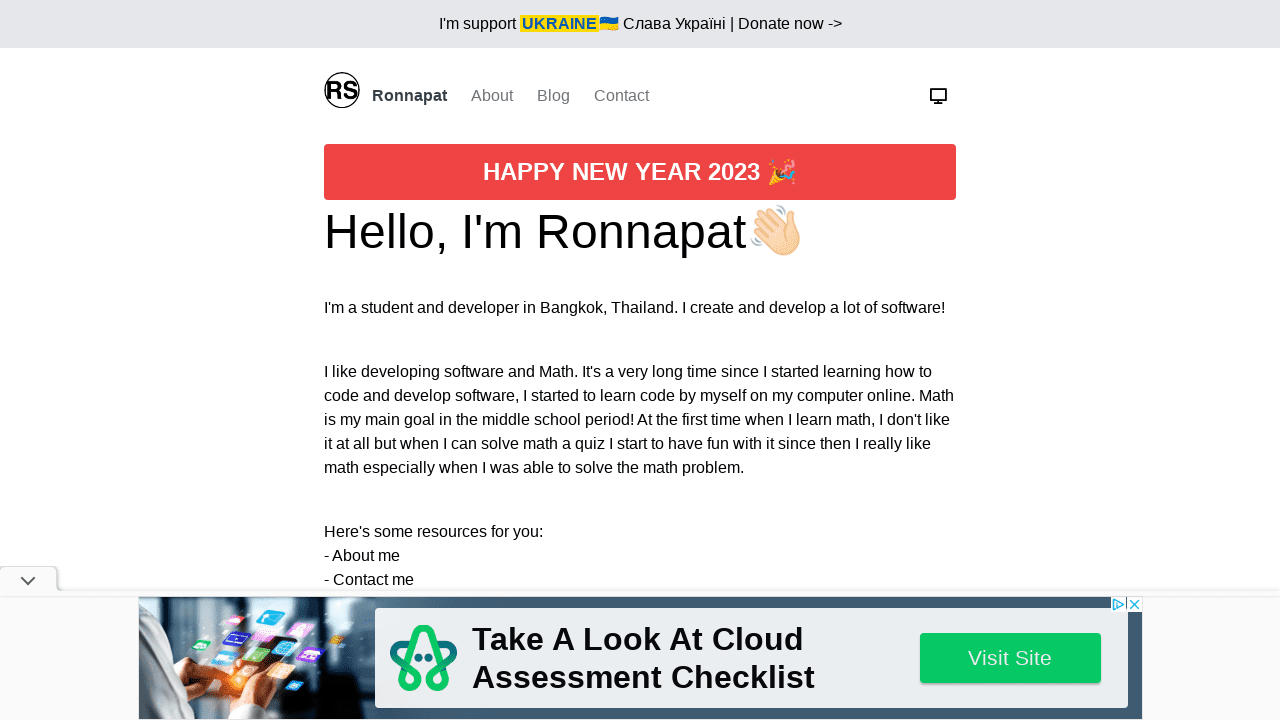 I'm support UKRAINE🇺🇦 Слава Україні | Donate now ->
RS Ronnapat About Blog Contact
HAPPY NEW YEAR 2023 🎉
Hello, I'm Ronnapat👋🏻
I'm a student and developer in Bangkok, Thailand. I create and develop a lot of software!
I like developing software and Math. It's a very long time since I started learning how to
code and develop software, I started to learn code by myself on my computer online. Math
is my main goal in the middle school period! At the first time when I learn math, I don't like
it at all but when I can solve math a quiz I start to have fun with it since then I really like
math especially when I was able to solve the math problem.
Here's some resources for you:
- About me
- Contact me
Take A Look At Cloud
Assessment Checklist
Visit Site